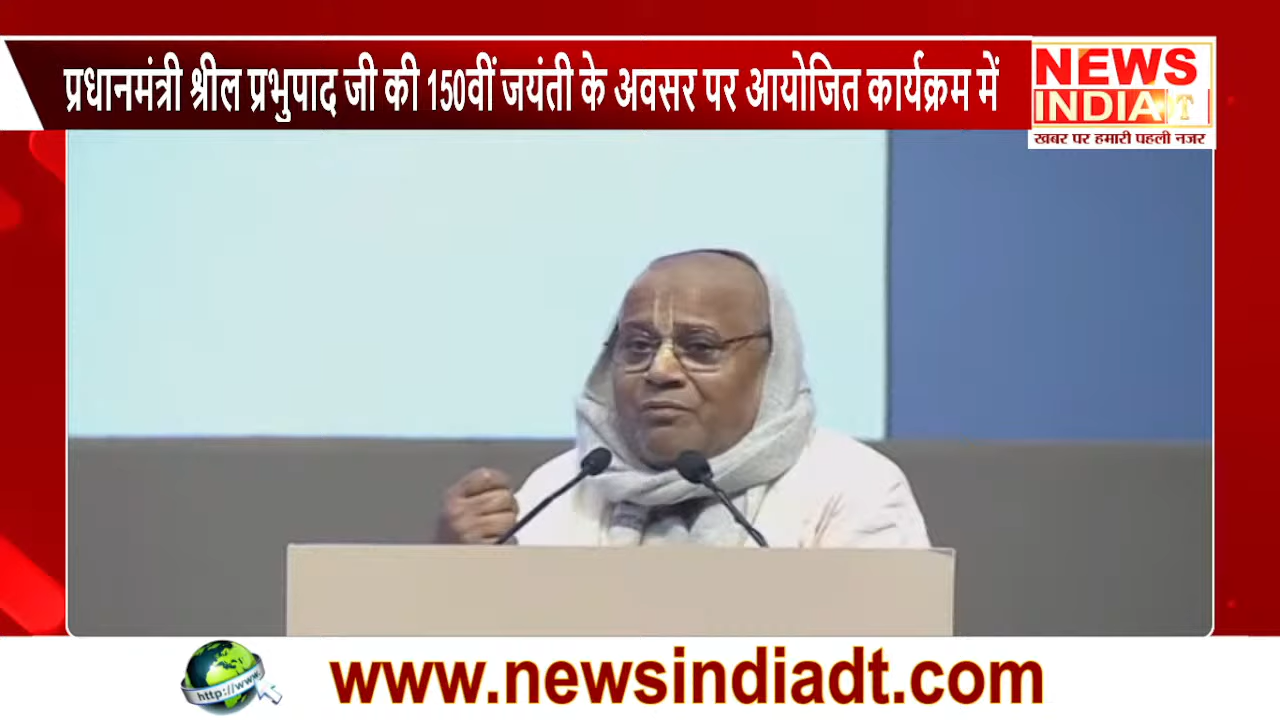 प्रधानमंत्री श्रील प्रभुपाद जी की 150वीं जयंती के अवसर पर आयोजित कार्यक्रम में
NEWS
INDIA DT
खबर पर हमारी पहली नजर
http://www.
www.newsindiadt.com